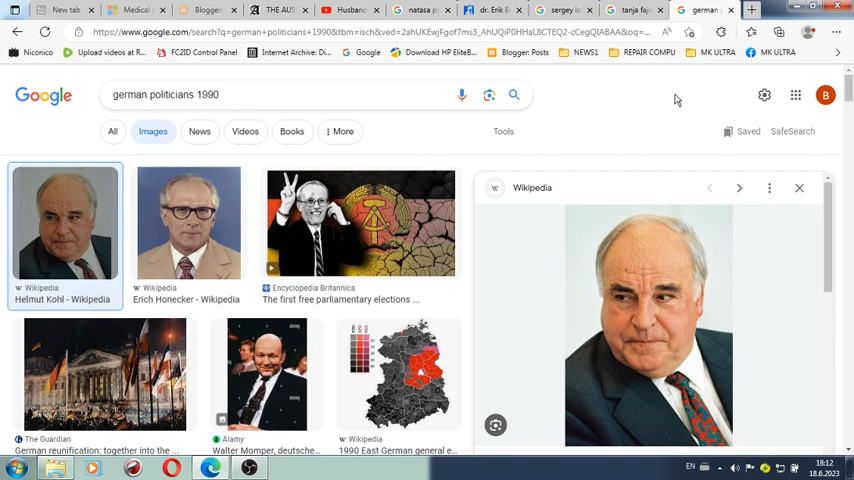 New tab
Medical
Blogger
THE AUS
Husband
natasa p
dr. Erik B
sergey la
tanja fajo
german p
https://www.google.com/search?q=german+politicians+1990&tbm=isch&ved=2ahUKEwjFgof7ms3_AhUQiP0HHaL8CTEQ2-cCegQIABAA&oq=...
Niconico
Upload videos at R...
FC2ID Control Panel
Internet Archive: Di...
Google
Download HP EliteB...
Blogger: Posts
NEWS1
REPAIR COMPU
MK ULTRA
MK ULTRA
Google
german politicians 1990
B
All
Images
News
Videos
Books
More
Tools
Saved
SafeSearch
W Wikipedia
Wikipedia
Helmut Kohl - Wikipedia
Wikipedia
Erich Honecker - Wikipedia
Encyclopedia Britannica
The first free parliamentary elections ...
The Guardian
German reunification: together into the ...
Alamy
Walter Momper, deutsche...
Wikipedia
1990 East German general e...
EN
18:12
18.6.2023